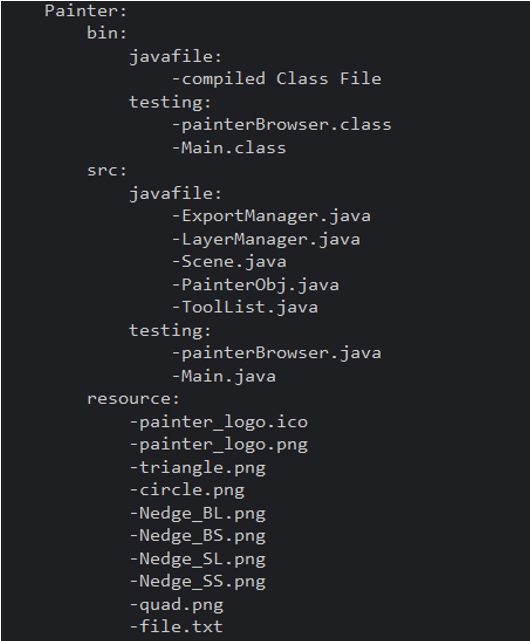 Painter:
bin:
javafile:
-compiled Class File
testing:
-painterBrowser.class
-Main.class
src:
javafile:
-ExportManager.java
-LayerManager.java
-Scene.java
-PainterObj.java
-ToolList.java
testing:
-painterBrowser.java
-Main.java
resource:
-painter_logo.ico
-painter_logo.png
-triangle.png
-circle.png
-Nedge_BL.png
-Nedge_BS.png
-Nedge_SL.png
-Nedge_SS.png
-quad.png
-file.txt